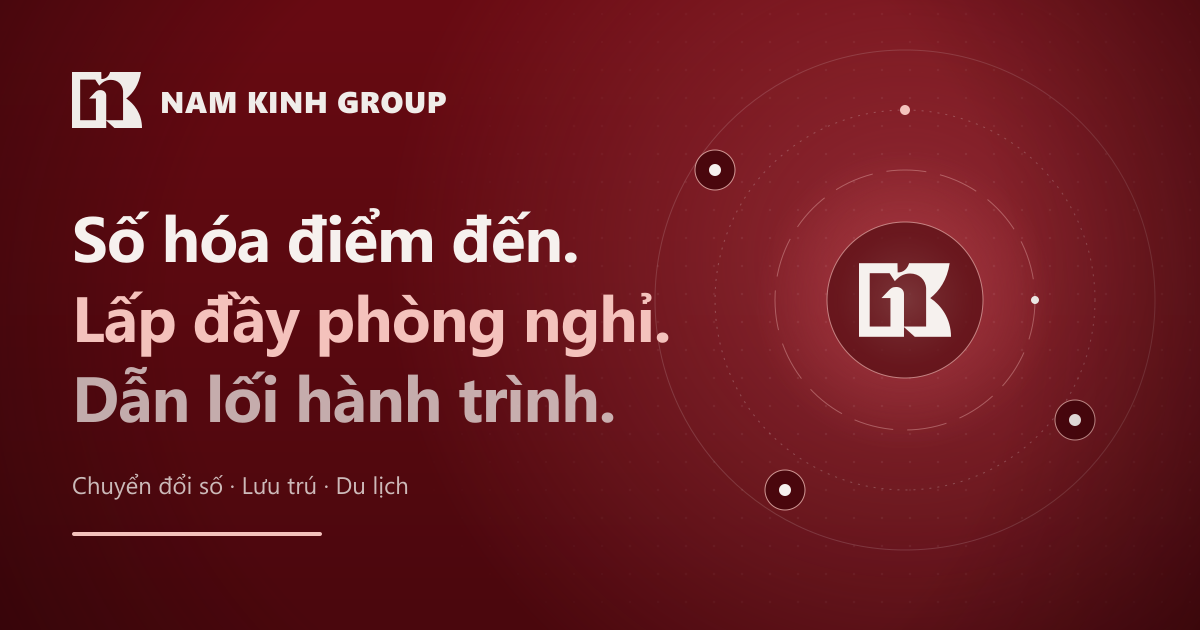 NAM KINH GROUP
Số hóa điểm đến.
Lấp đầy phòng nghỉ.
Dẫn lối hành trình.
Chuyển đổi số · Lưu trú · Du lịch